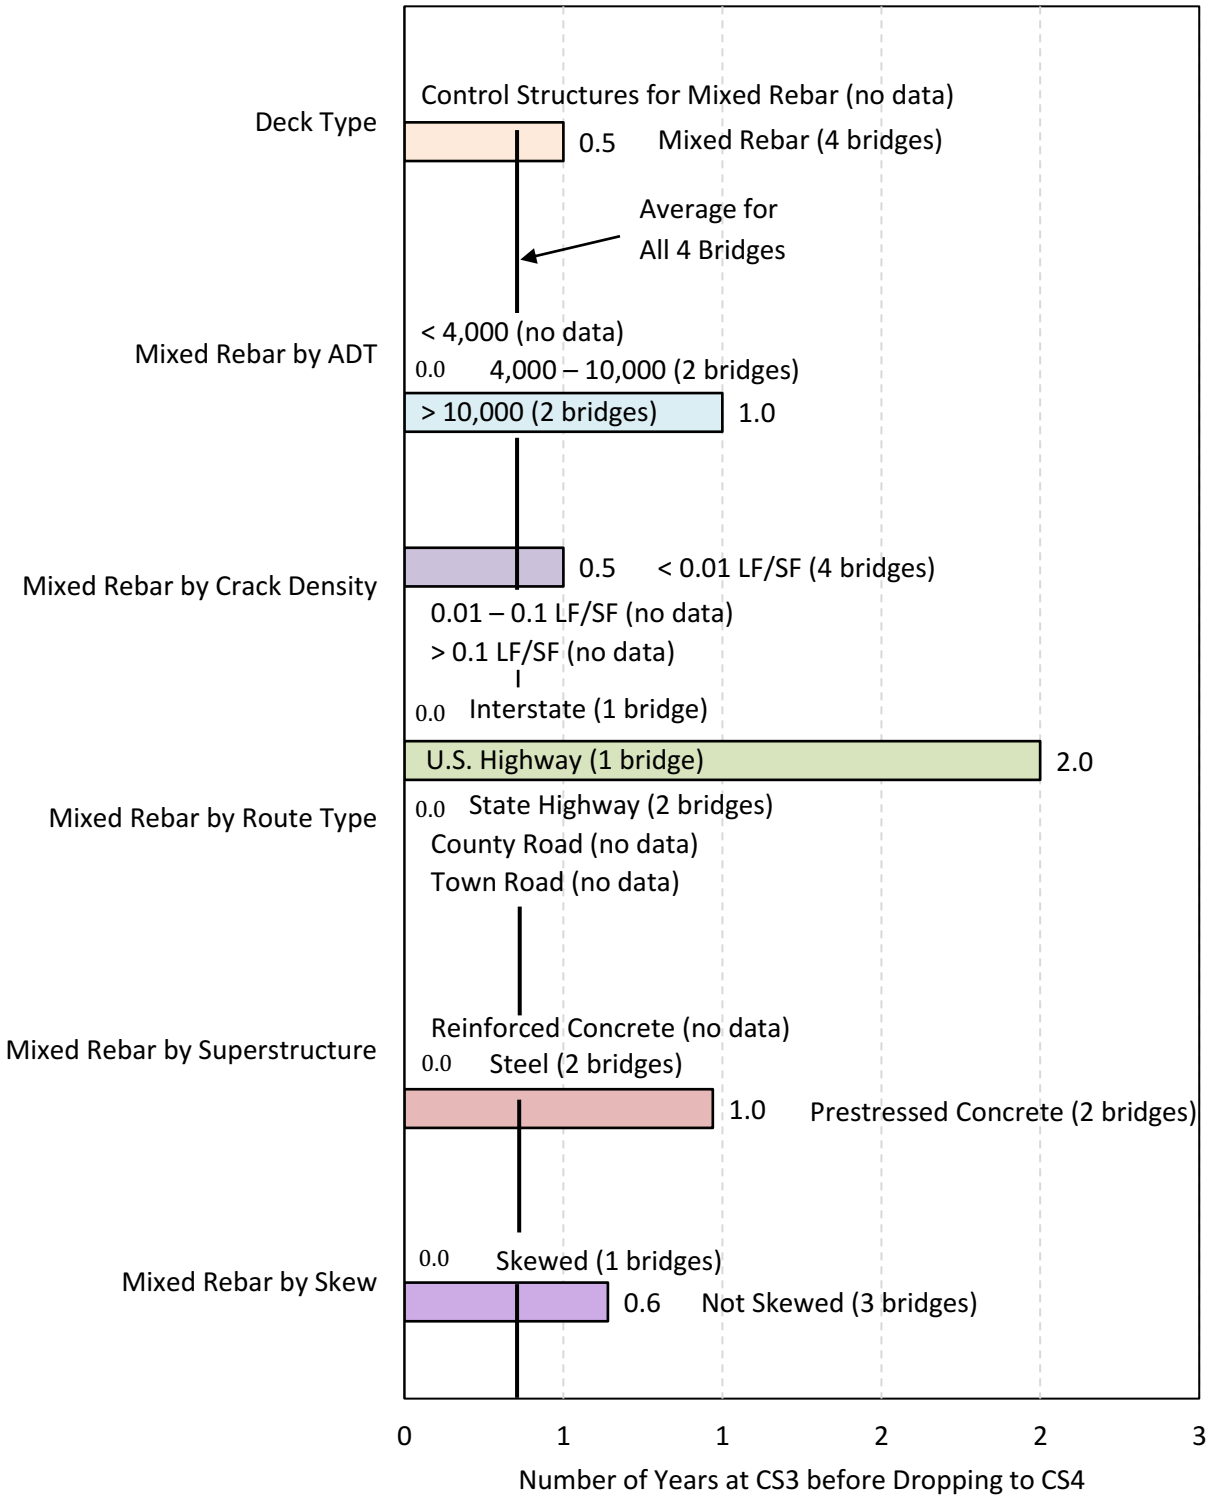 Control Structures for Mixed Rebar (no data)
Deck Type
0.5 Mixed Rebar (4 bridges)
Average for
All 4 Bridges
< 4,000 (no data)
Mixed Rebar by ADT
0.0 4,000 – 10,000 (2 bridges)
> 10,000 (2 bridges) 1.0
0.5 < 0.01 LF/SF (4 bridges)
Mixed Rebar by Crack Density
0.01 – 0.1 LF/SF (no data)
> 0.1 LF/SF (no data)
0.0 Interstate (1 bridge)
U.S. Highway (1 bridge) 2.0
0.0 State Highway (2 bridges)
Mixed Rebar by Route Type
County Road (no data)
Town Road (no data)
Reinforced Concrete (no data)
Mixed Rebar by Superstructure
0.0 Steel (2 bridges)
1.0 Prestressed Concrete (2 bridges)
0.0 Skewed (1 bridges)
Mixed Rebar by Skew
0.6 Not Skewed (3 bridges)
0 1 1 2 2 3
Number of Years at CS3 before Dropping to CS4